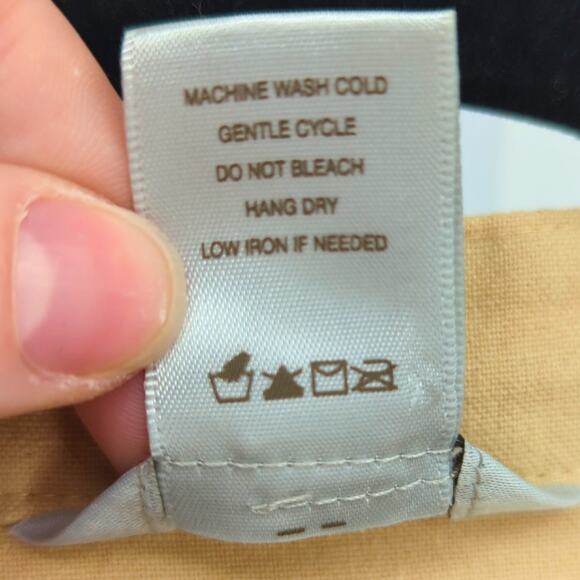 MACHINE WASH COLD
GENTLE CYCLE
DO NOT BLEACH
HANG DRY
LOW IRON IF NEEDED